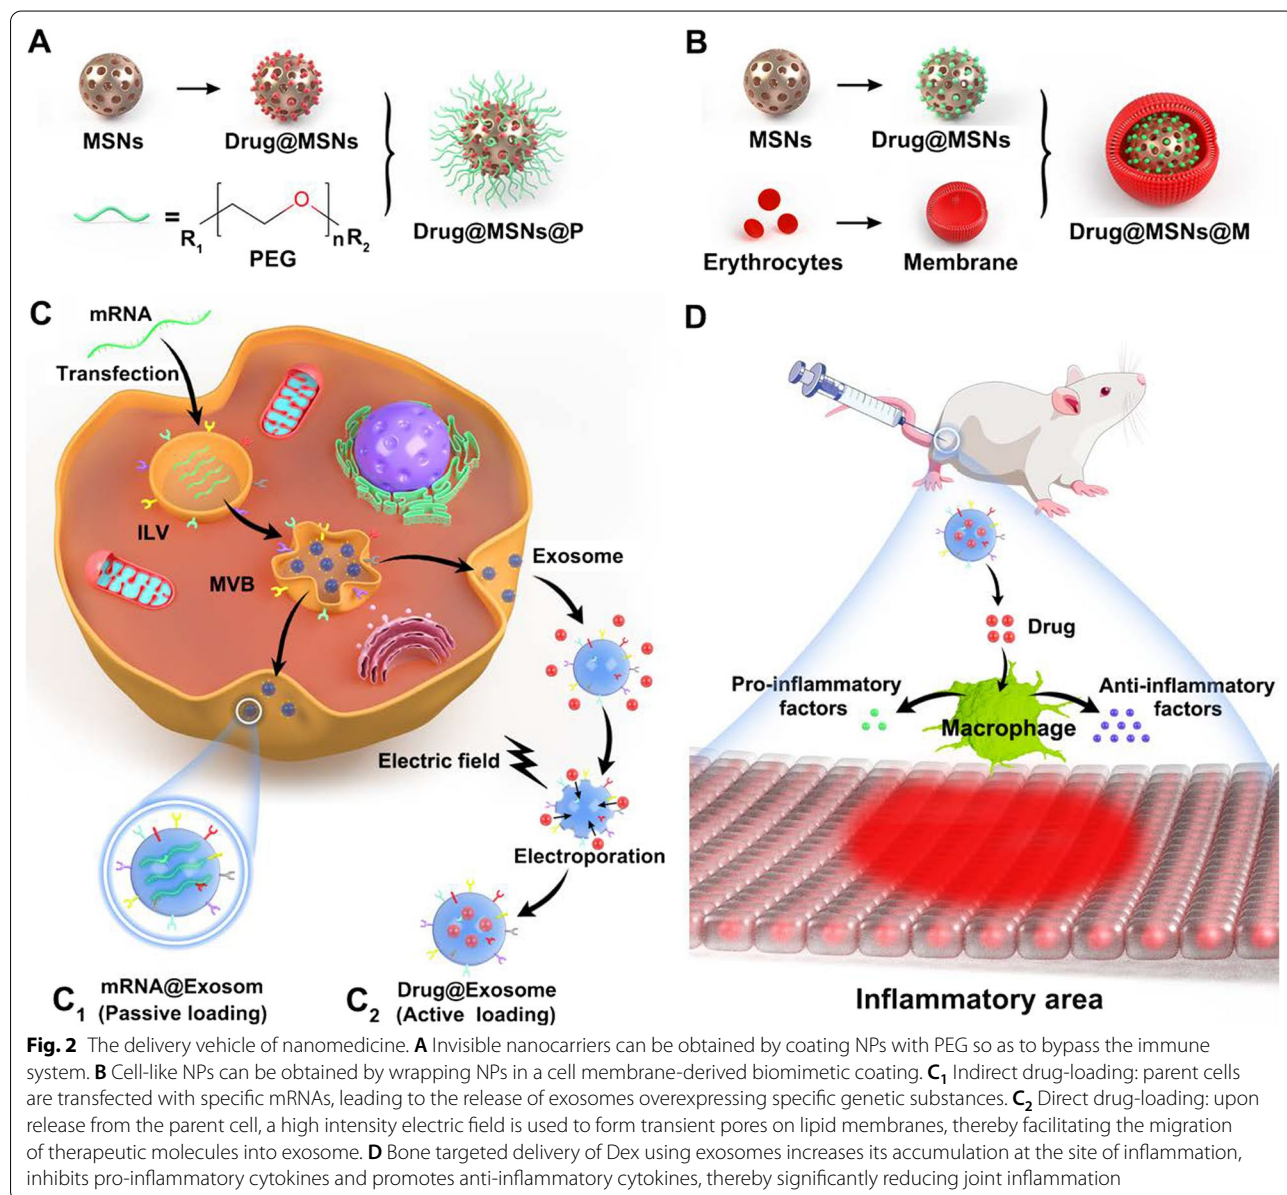 A
MSNs
Drug@MSNs
R1
O
n
R2
=
PEG
Drug@MSNs@P
B
MSNs
Drug@MSNs
Erythrocytes
Membrane
Drug@MSNs@M
C
mRNA
Transfection
ILV
MVB
Exosome
Electric field
Electroporation
C1
mRNA@Exosom
(Passive loading)
C2
Drug@Exosome
(Active loading)
D
Drug
Pro-inflammatory
factors
Anti-inflammatory
factors
Macrophage
Inflammatory area
Fig. 2 The delivery vehicle of nanomedicine. A Invisible nanocarriers can be obtained by coating NPs with PEG so as to bypass the immune
system. B Cell-like NPs can be obtained by wrapping NPs in a cell membrane-derived biomimetic coating. C1 Indirect drug-loading: parent cells
are transfected with specific mRNAs, leading to the release of exosomes overexpressing specific genetic substances. C2 Direct drug-loading: upon
release from the parent cell, a high intensity electric field is used to form transient pores on lipid membranes, thereby facilitating the migration
of therapeutic molecules into exosome. D Bone targeted delivery of Dex using exosomes increases its accumulation at the site of inflammation,
inhibits pro-inflammatory cytokines and promotes anti-inflammatory cytokines, thereby significantly reducing joint inflammation